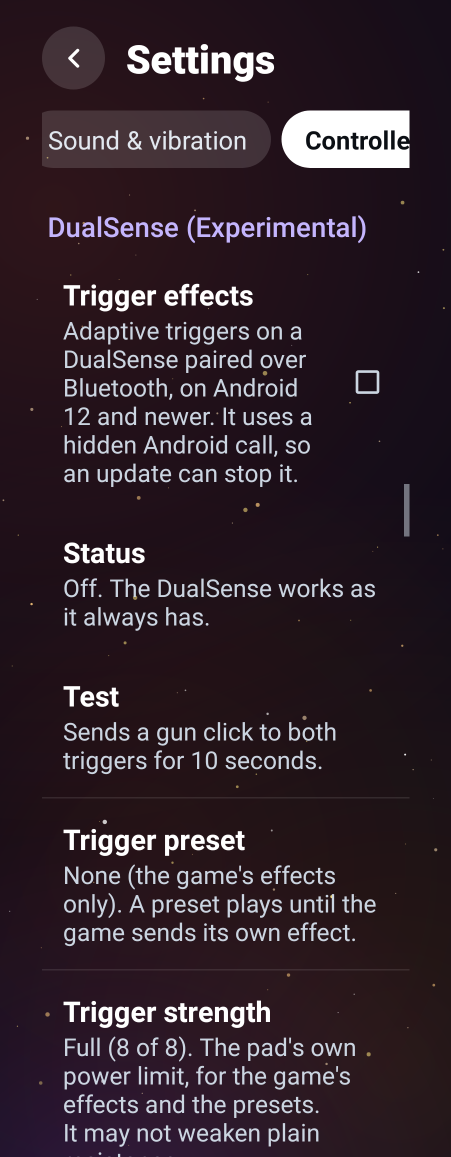 Settings
Sound & vibration
Controlle
DualSense (Experimental)
Trigger effects
Adaptive triggers on a
DualSense paired over
Bluetooth, on Android
12 and newer. It uses a
hidden Android call, so
an update can stop it.
Status
Off. The DualSense works as
it always has.
Test
Sends a gun click to both
triggers for 10 seconds.
Trigger preset
None (the game's effects
only). A preset plays until the
game sends its own effect.
Trigger strength
Full (8 of 8). The pad's own
power limit, for the game's
effects and the presets.
It may not weaken plain